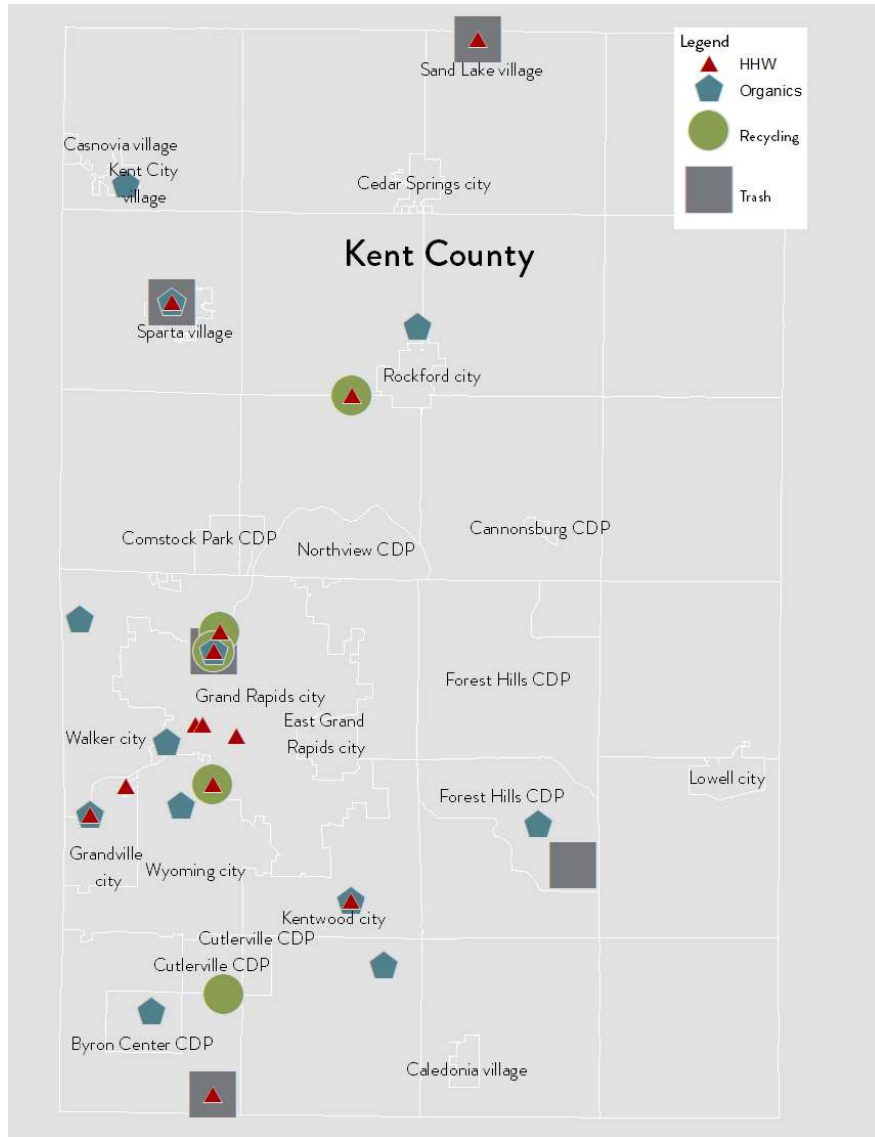 Legend
HHW
Organics
Recycling
Trash
Sand Lake village
Casnovia village
Kent City
village
Cedar Springs city
Kent County
Sparta village
Rockford city
Comstock Park CDP
Northview CDP
Cannonsburg CDP
Forest Hills CDP
Grand Rapids city
East Grand
Rapids city
Walker city
Lowell city
Forest Hills CDP
Grandville
city
Wyoming city
Kentwood city
Cutlerville CDP
Cutlerville CDP
Byron Center CDP
Caledonia village